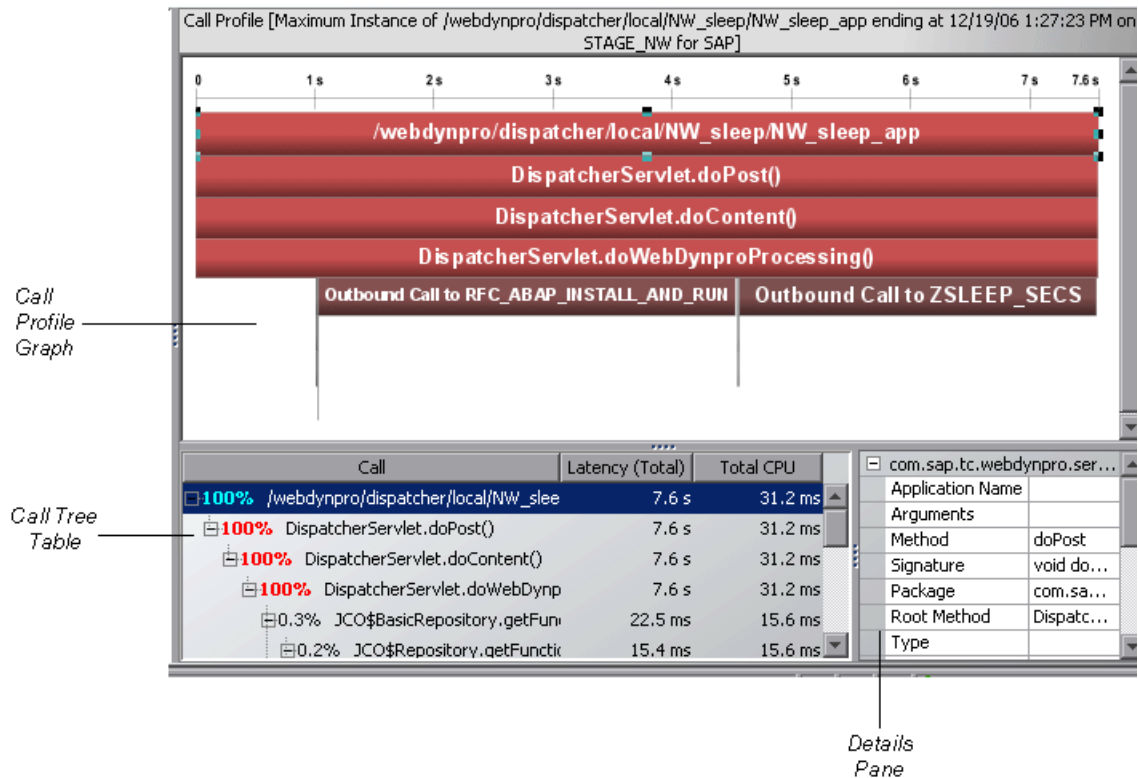 Call Profile [Maximum Instance of /webdynpro/dispatcher/local/NW_sleep/NW_sleep_app ending at 12/19/06 1:27:23 PM on
STAGE_NW for SAP]
0 1 s 2 s 3 s 4 s 5 s 6 s 7 s 7.6 s
/webdynpro/dispatcher/local/NW_sleep/NW_sleep_app
DispatcherServlet.doPost()
DispatcherServlet.doContent()
DispatcherServlet.doWebDynproProcessing()
Outbound Call to RFC_ABAP_INSTALL_AND_RUN Outbound Call to ZSLEEP_SECS
Call
Profile
Graph
Call Latency (Total) Total CPU
100% /webdynpro/dispatcher/local/NW_slee 7.6 s 31.2 ms
100% DispatcherServlet.doPost() 7.6 s 31.2 ms
100% DispatcherServlet.doContent() 7.6 s 31.2 ms
100% DispatcherServlet.doWebDynp 7.6 s 31.2 ms
0.3% JCO$BasicRepository.getFun 22.5 ms 15.6 ms
0.2% JCO$Repository.getFunctic 15.4 ms 15.6 ms
com.sap.tc.webdynpro.ser...
Application Name
Arguments
Method doPost
Signature void do...
Package com.sa...
Root Method Dispatc...
Type
Call Tree
Table
Details
Pane